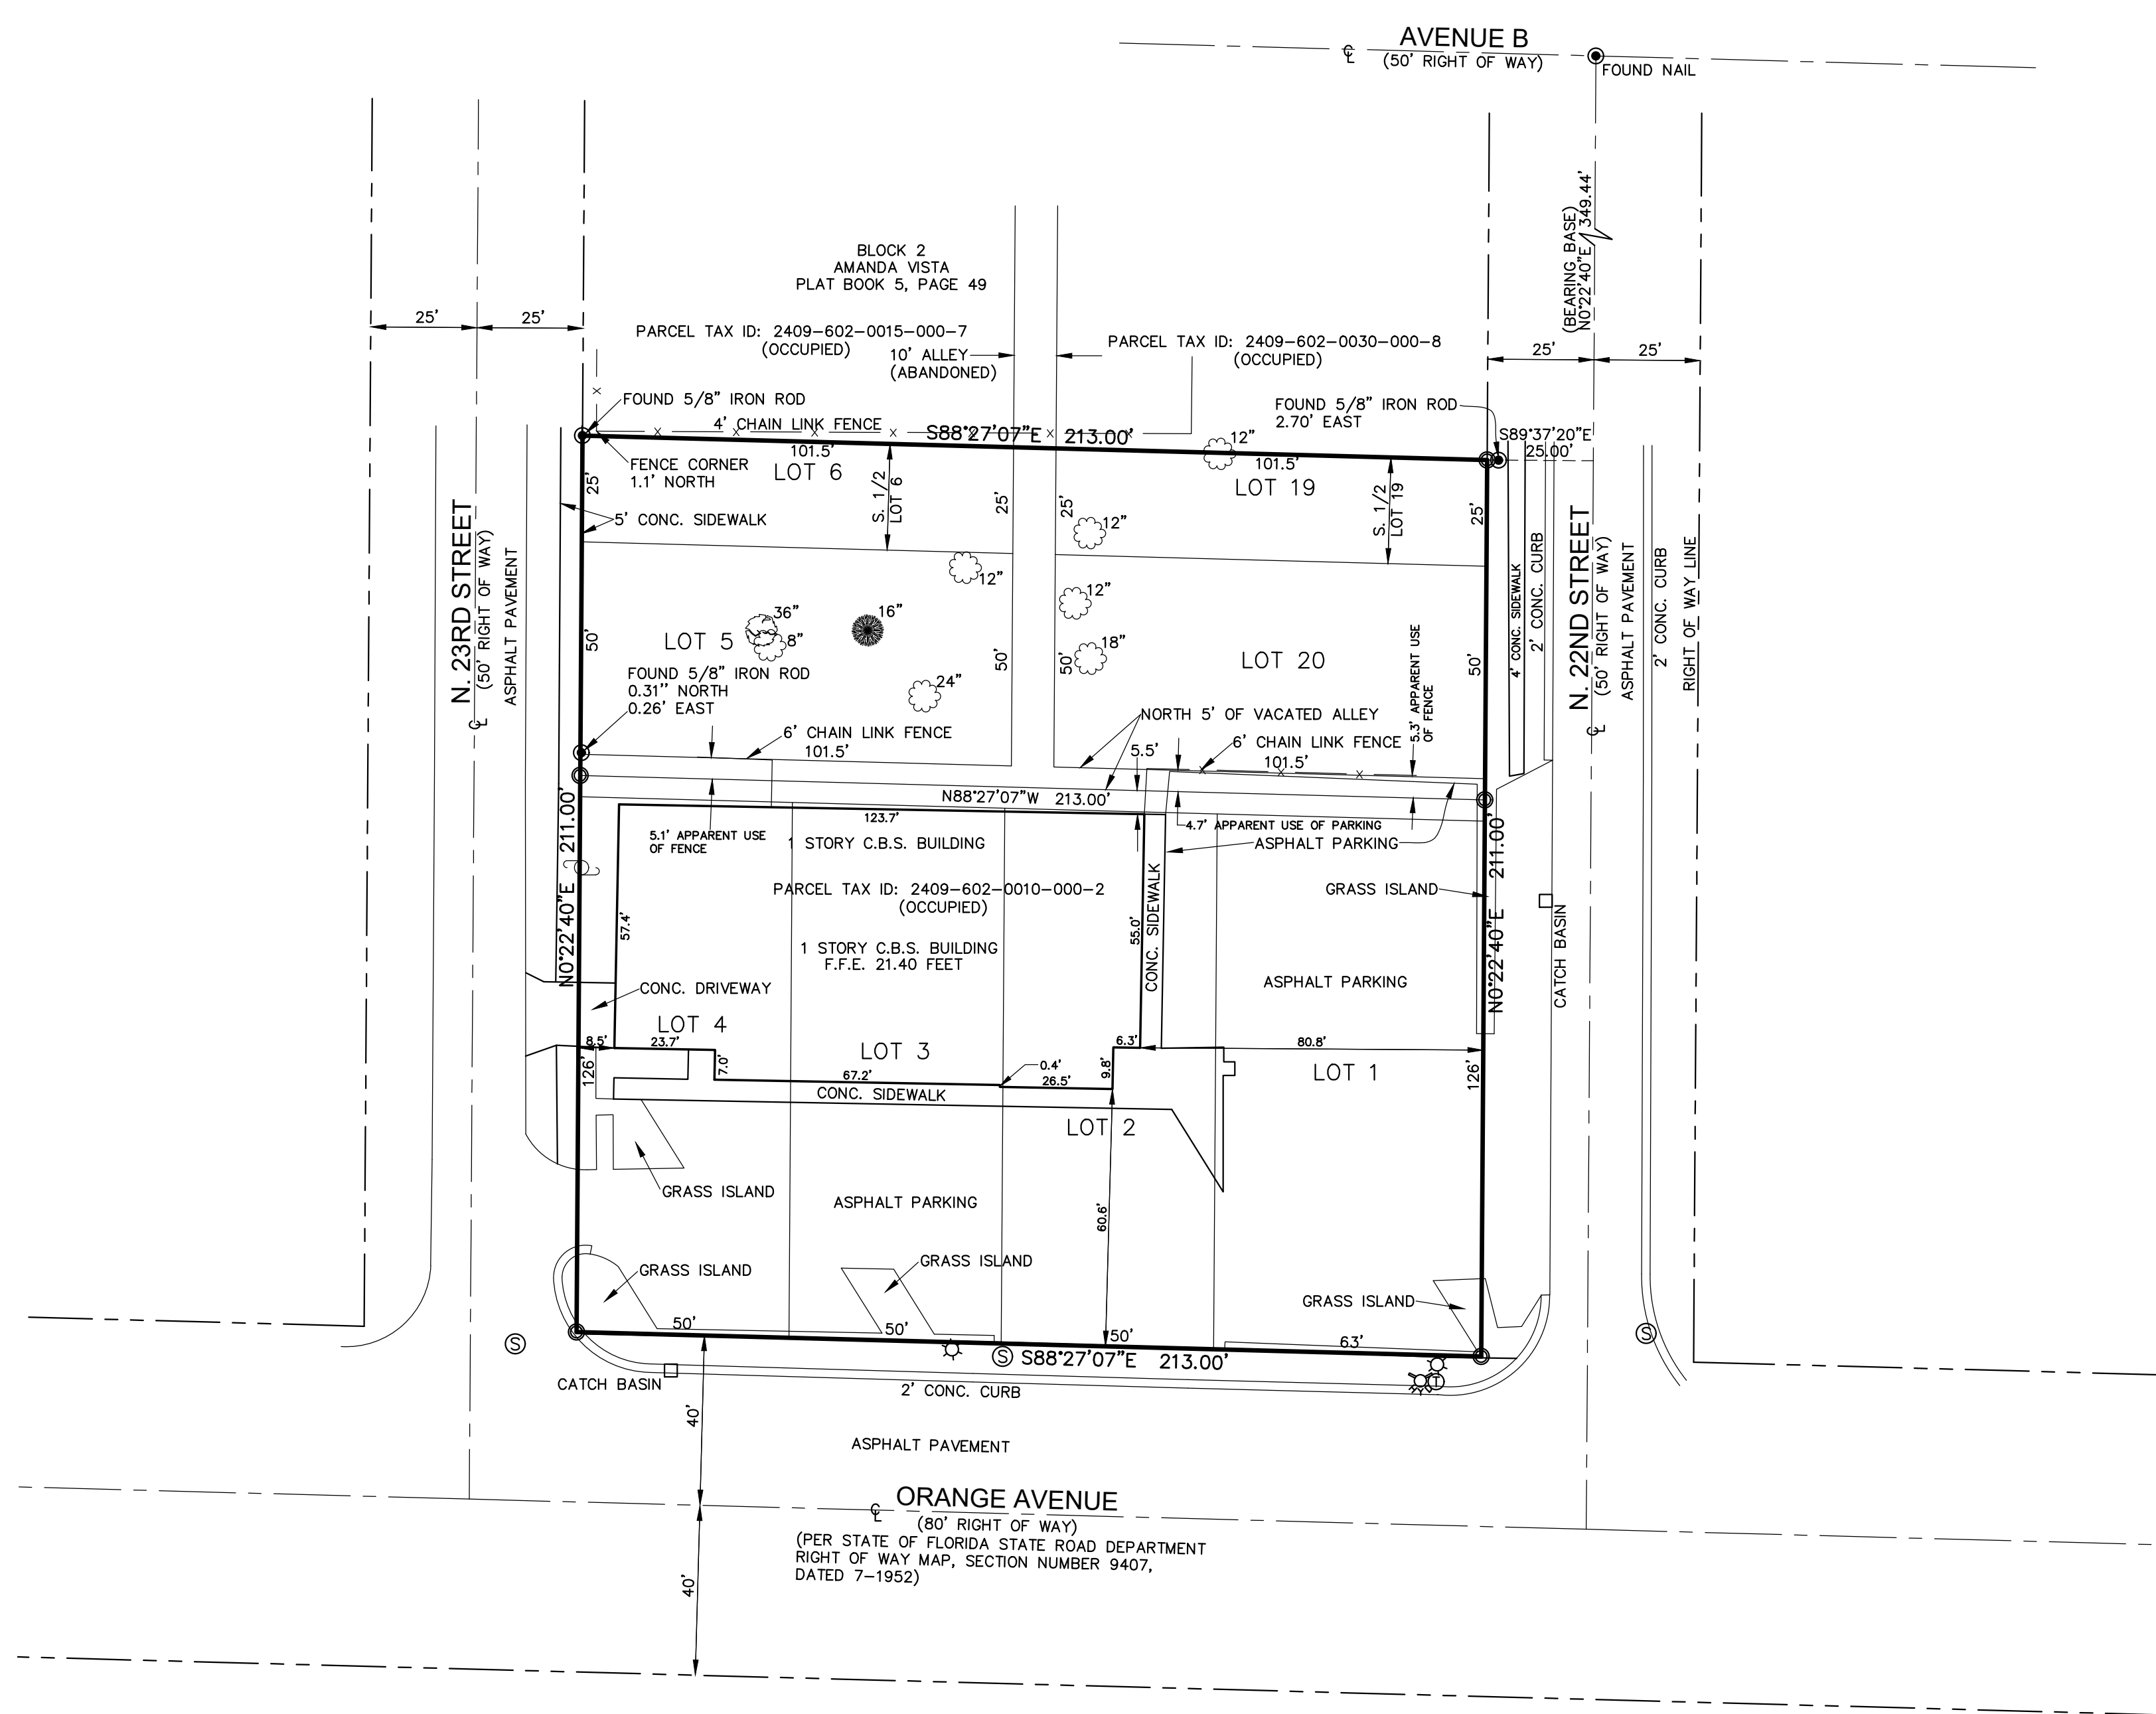 AVENUE B
(50' RIGHT OF WAY)
FOUND NAIL
(BEARING BASE)
N0°22'40"E 349.44'
BLOCK 2
AMANDA VISTA
PLAT BOOK 5, PAGE 49
25'
25'
25'
25'
PARCEL TAX ID: 2409-602-0015-000-7
(OCCUPIED)
10' ALLEY
(ABANDONED)
PARCEL TAX ID: 2409-602-0030-000-8
(OCCUPIED)
FOUND 5/8" IRON ROD
4' CHAIN LINK FENCE
S88°27'07"E 213.00'
FOUND 5/8" IRON ROD
2.70' EAST
S89°37'20"E
25.00'
101.5'
LOT 6
FENCE CORNER
1.1' NORTH
25'
S. 1/2
LOT 6
25'
25'
12"
101.5'
LOT 19
S. 1/2
LOT 19
25'
5' CONC. SIDEWALK
12"
12"
12"
N. 23RD STREET
(50' RIGHT OF WAY)
ASPHALT PAVEMENT
50'
LOT 5
36"
8"
16"
24"
50'
50'
18"
LOT 20
50'
4' CONC. SIDEWALK
2' CONC. CURB
N. 22ND STREET
(50' RIGHT OF WAY)
ASPHALT PAVEMENT
2' CONC. CURB
RIGHT OF WAY LINE
FOUND 5/8" IRON ROD
0.31'' NORTH
0.26' EAST
6' CHAIN LINK FENCE
101.5'
NORTH 5' OF VACATED ALLEY
5.5'
6' CHAIN LINK FENCE
101.5'
5.3' APPARENT USE
OF FENCE
N88°27'07"W 213.00'
123.7'
5.1' APPARENT USE
OF FENCE
4.7' APPARENT USE OF PARKING
ASPHALT PARKING
1 STORY C.B.S. BUILDING
PARCEL TAX ID: 2409-602-0010-000-2
(OCCUPIED)
1 STORY C.B.S. BUILDING
F.F.E. 21.40 FEET
N0°22'40"E 211.00'
57.4'
55.0'
CONC. SIDEWALK
GRASS ISLAND
N0°22'40"E 211.00'
CATCH BASIN
ASPHALT PARKING
CONC. DRIVEWAY
LOT 4
8.5'
23.7'
7.0'
LOT 3
67.2'
0.4'
26.5'
9.8'
6.3'
80.8'
LOT 1
126'
126'
CONC. SIDEWALK
LOT 2
GRASS ISLAND
ASPHALT PARKING
60.6'
GRASS ISLAND
GRASS ISLAND
GRASS ISLAND
50'
50'
50'
63'
S
S
S
S88°27'07"E 213.00'
T
CATCH BASIN
2' CONC. CURB
40'
ASPHALT PAVEMENT
ORANGE AVENUE
(80' RIGHT OF WAY)
(PER STATE OF FLORIDA STATE ROAD DEPARTMENT
RIGHT OF WAY MAP, SECTION NUMBER 9407,
DATED 7-1952)
40'